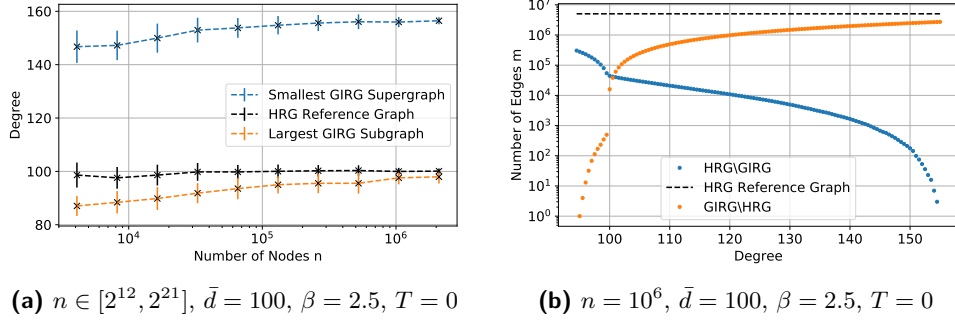 160
140
120
100
80
Degree
Smallest GIRG Supergraph
HRG Reference Graph
Largest GIRG Subgraph
10^4
10^5
10^6
Number of Nodes n
(a) n ∈ [2^12, 2^21], d̄ = 100, β = 2.5, T = 0
10^7
10^6
10^5
10^4
10^3
10^2
10^1
10^0
Number of Edges m
HRG\GIRG
HRG Reference Graph
GIRG\HRG
100
110
120
130
140
150
Degree
(b) n = 10^6, d̄ = 100, β = 2.5, T = 0